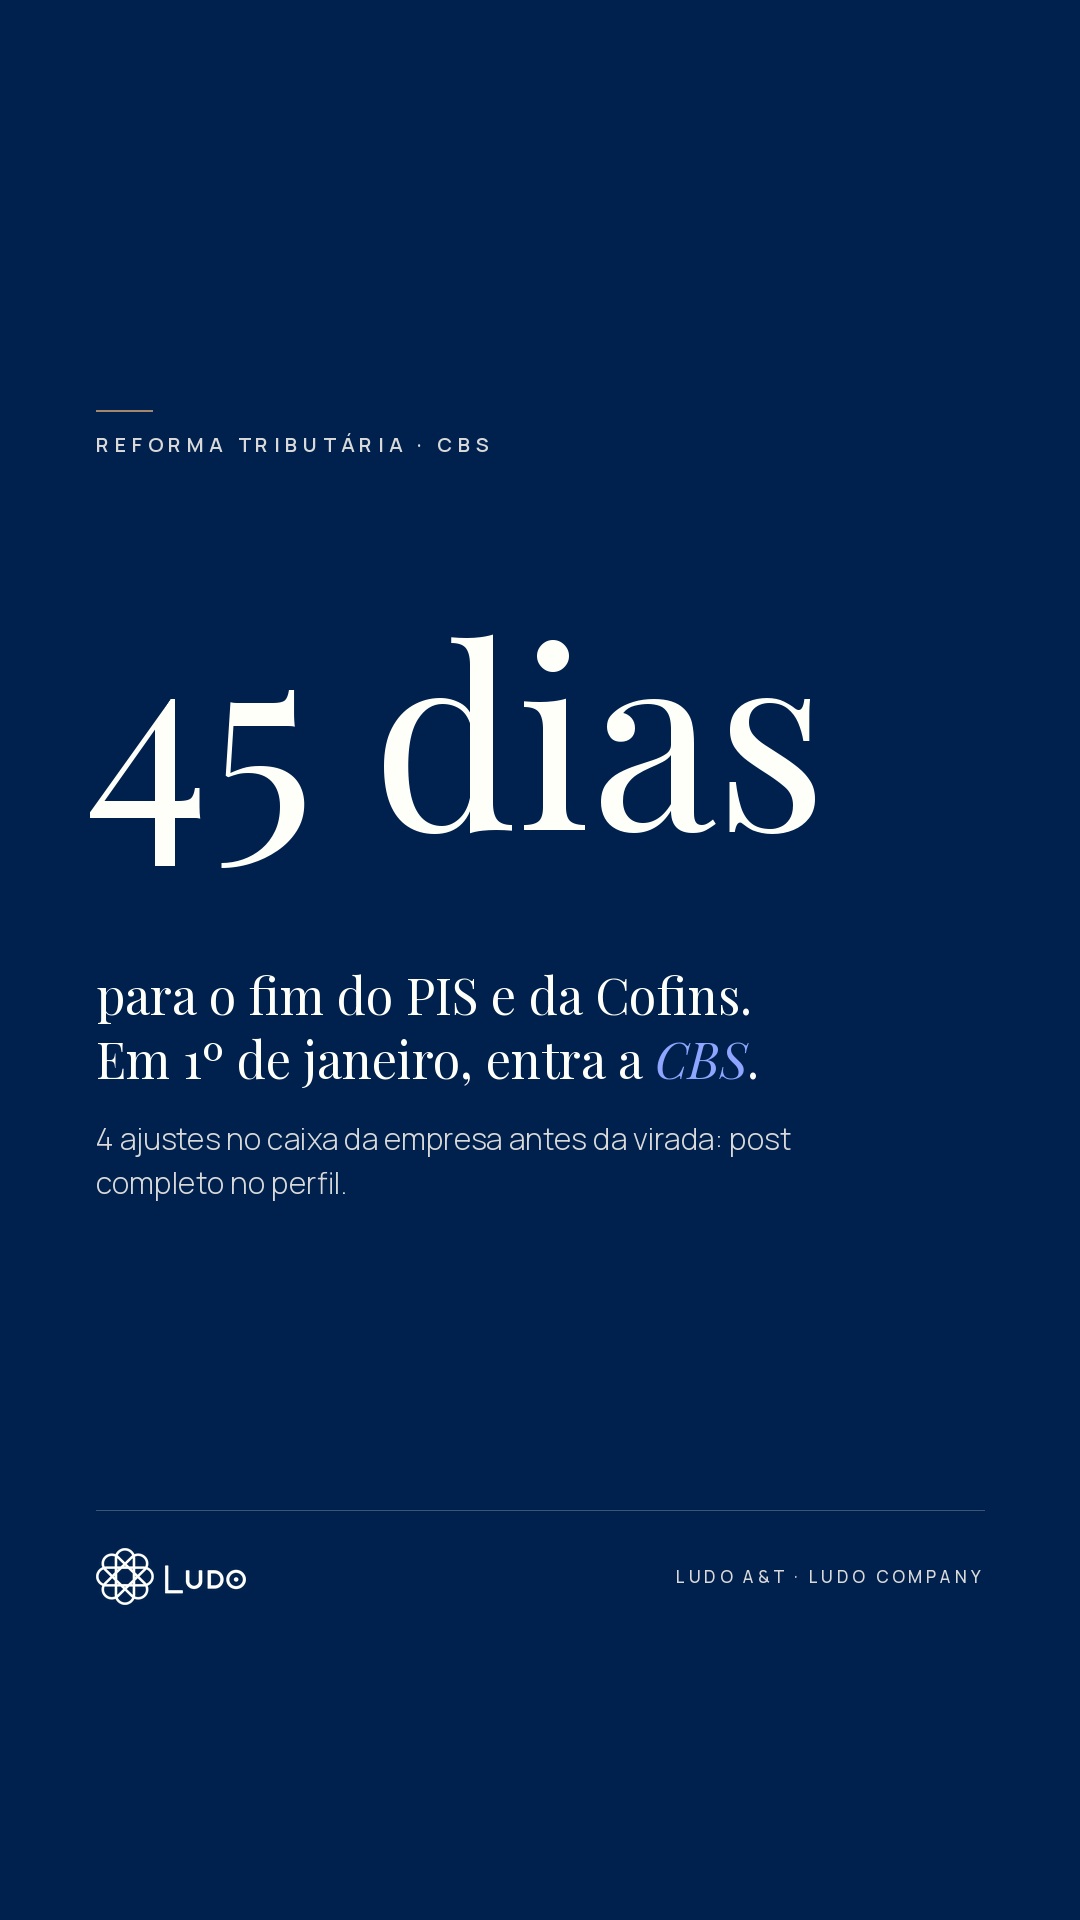 REFORMA TRIBUTÁRIA · CBS
45 dias
para o fim do PIS e da Cofins.
Em 1º de janeiro, entra a CBS.
4 ajustes no caixa da empresa antes da virada: post
completo no perfil.
LUDO
LUDO A&T · LUDO COMPANY